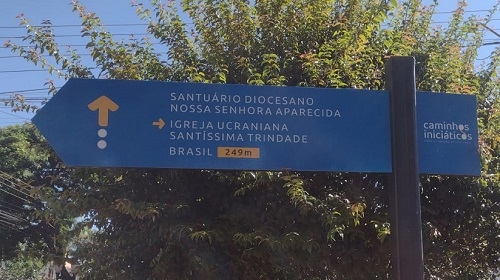 SANTUÁRIO DIOCESANO
NOSSA SENHORA APARECIDA
IGREJA UCRANIANA
SANTÍSSIMA TRINDADE
BRASIL 249m
caminhos
iniciáticos